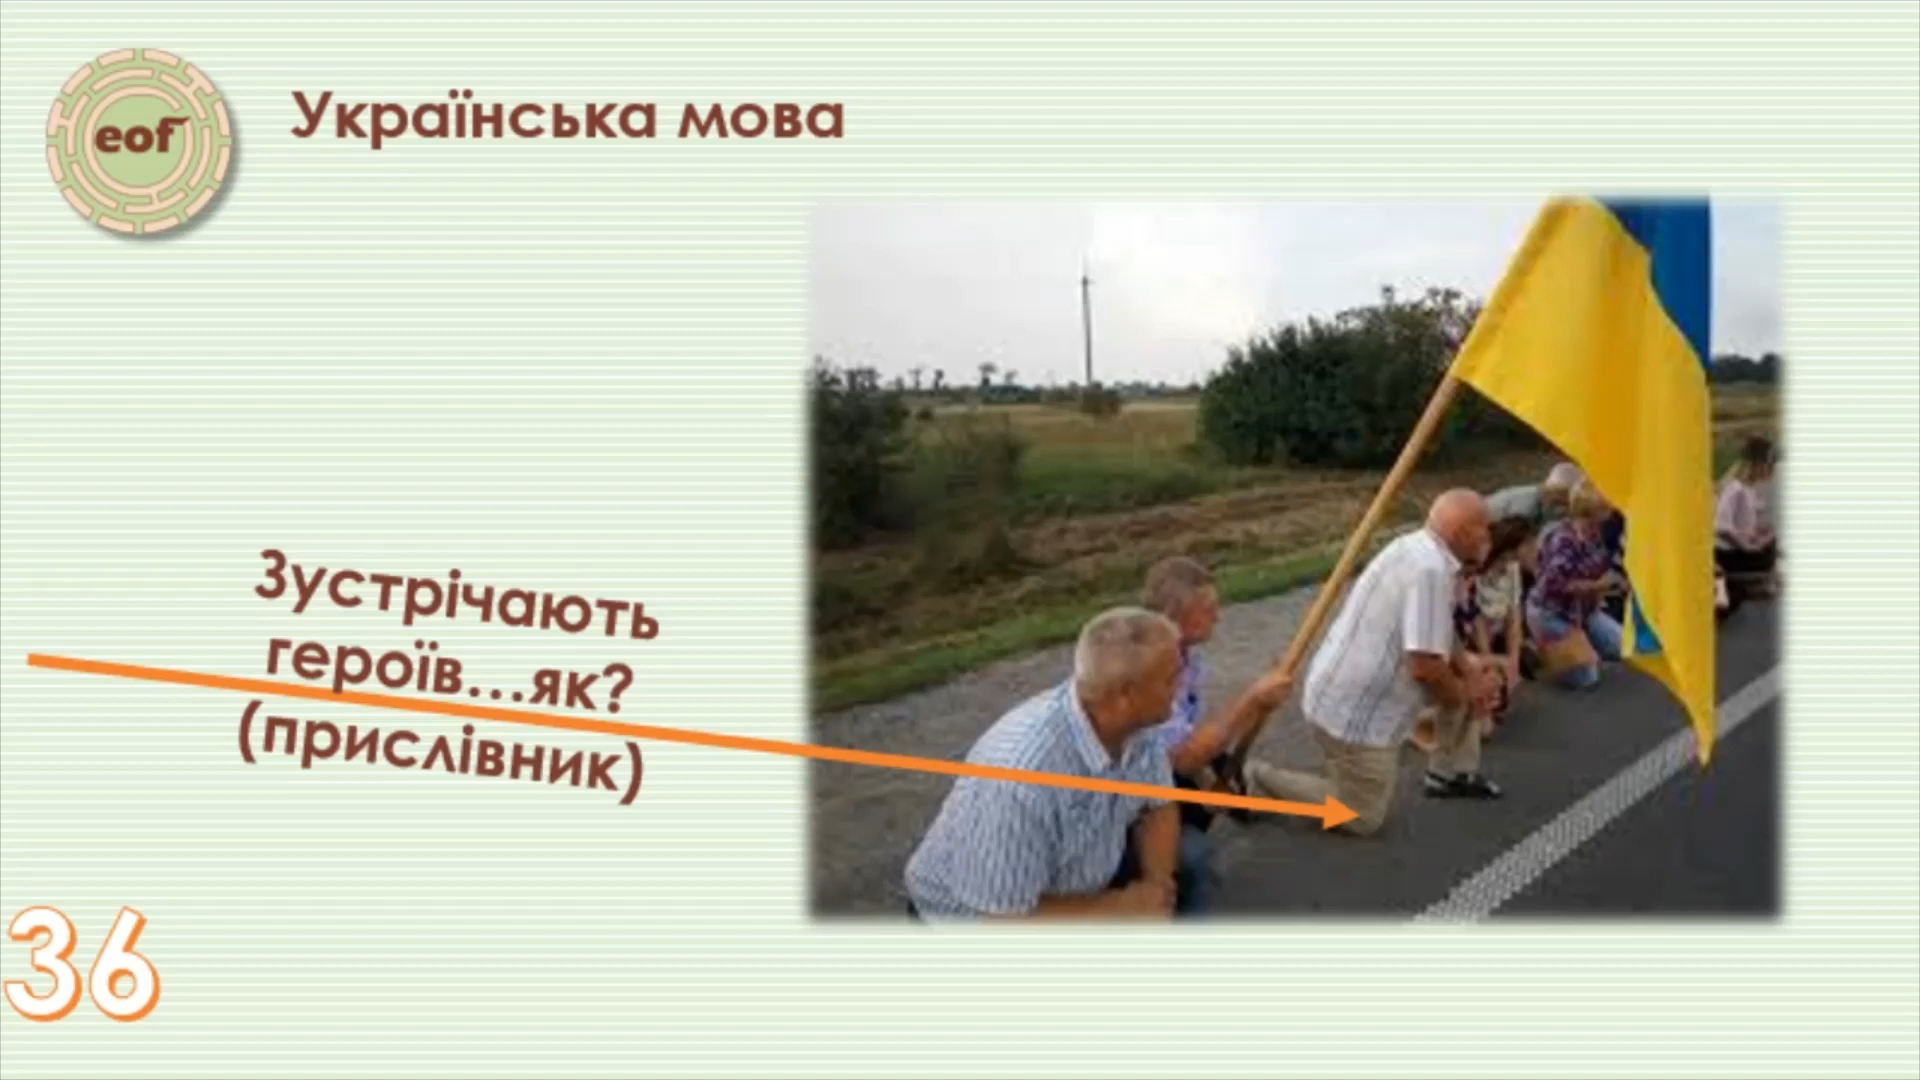 eof
Українська мова
Зустрічають
героїв...як?
(прислівник)
36